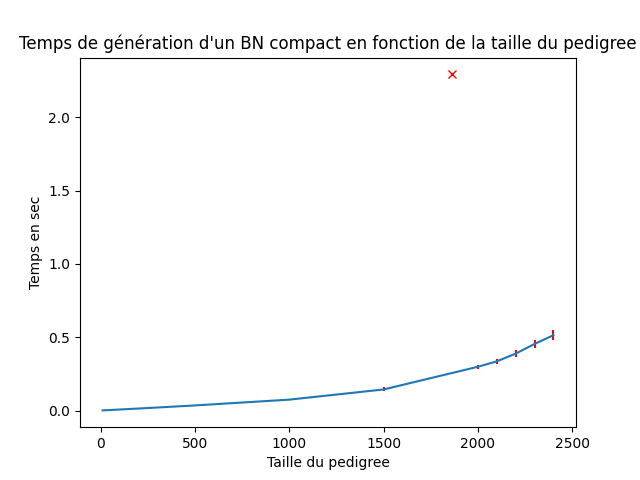 Temps de génération d'un BN compact en fonction de la taille du pedigree
2.0
1.5
1.0
0.5
0.0
Temps en sec
0 500 1000 1500 2000 2500
Taille du pedigree